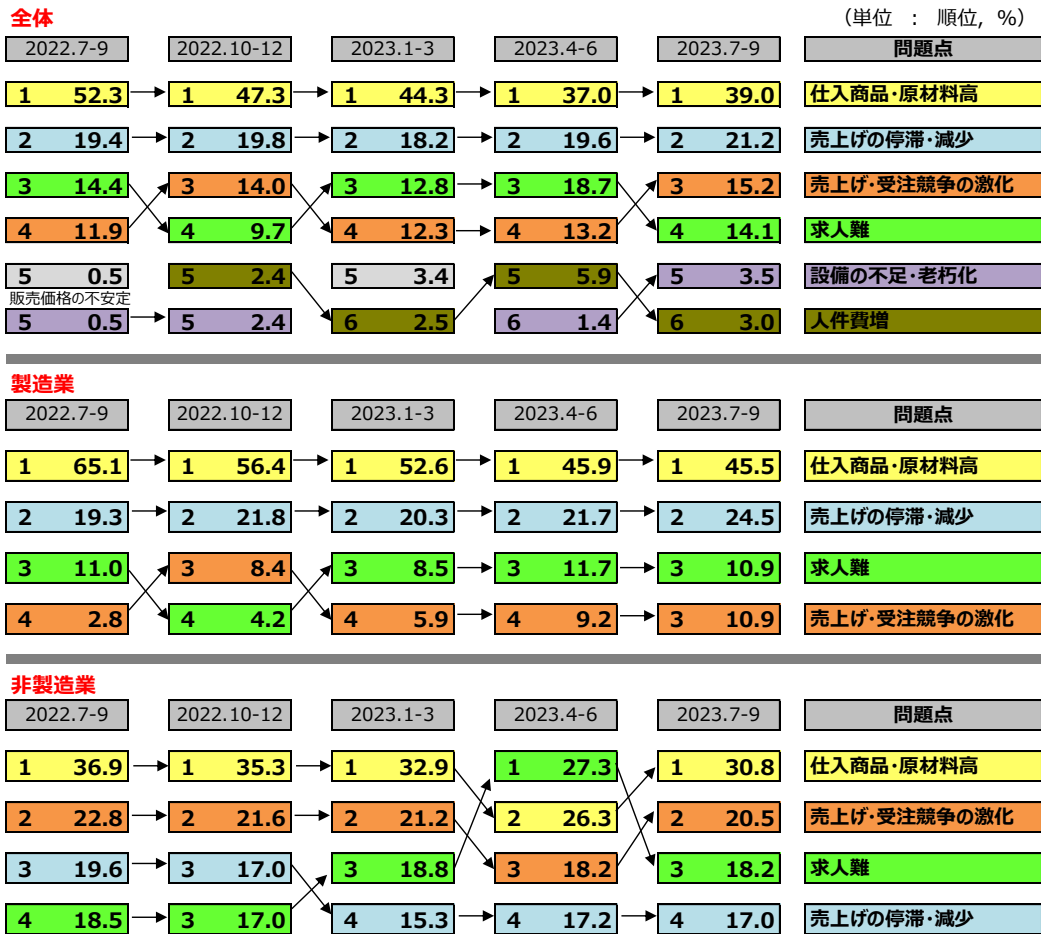 全体 (単位 : 順位, %)
2022.7-9 2022.10-12 2023.1-3 2023.4-6 2023.7-9 問題点
1 52.3 1 47.3 1 44.3 1 37.0 1 39.0 仕入商品・原材料高
2 19.4 2 19.8 2 18.2 2 19.6 2 21.2 売上げの停滞・減少
3 14.4 3 14.0 3 12.8 3 18.7 3 15.2 売上げ・受注競争の激化
4 11.9 4 9.7 4 12.3 4 13.2 4 14.1 求人難
5 0.5 5 2.4 5 3.4 5 5.9 5 3.5 設備の不足・老朽化
販売価格の不安定
5 0.5 5 2.4 6 2.5 6 1.4 6 3.0 人件費増
製造業
2022.7-9 2022.10-12 2023.1-3 2023.4-6 2023.7-9 問題点
1 65.1 1 56.4 1 52.6 1 45.9 1 45.5 仕入商品・原材料高
2 19.3 2 21.8 2 20.3 2 21.7 2 24.5 売上げの停滞・減少
3 11.0 3 8.4 3 8.5 3 11.7 3 10.9 求人難
4 2.8 4 4.2 4 5.9 4 9.2 3 10.9 売上げ・受注競争の激化
非製造業
2022.7-9 2022.10-12 2023.1-3 2023.4-6 2023.7-9 問題点
1 36.9 1 35.3 1 32.9 1 27.3 1 30.8 仕入商品・原材料高
2 22.8 2 21.6 2 21.2 2 26.3 2 20.5 売上げ・受注競争の激化
3 19.6 3 17.0 3 18.8 3 18.2 3 18.2 求人難
4 18.5 3 17.0 4 15.3 4 17.2 4 17.0 売上げの停滞・減少